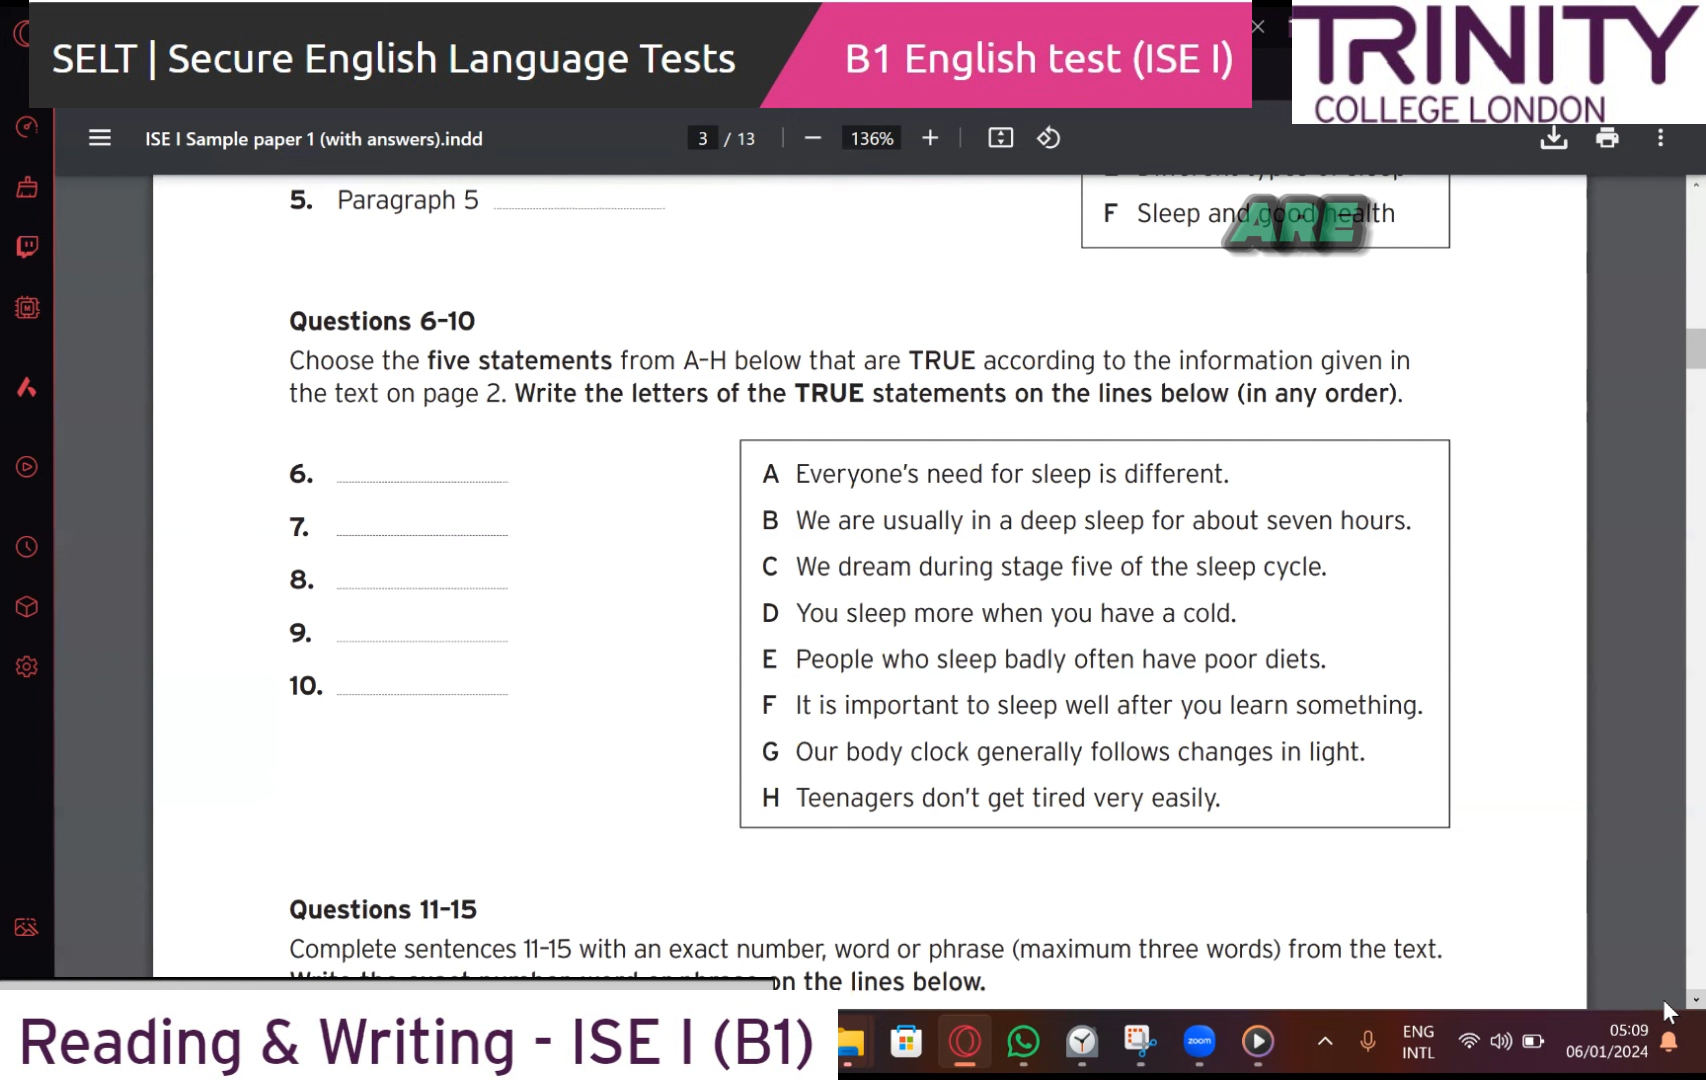 SELT | Secure English Language Tests
B1 English test (ISE I)
TRINITY
COLLEGE LONDON
ISE I Sample paper 1 (with answers).indd
3 / 13
136%
5. Paragraph 5
F Sleep and good health
ARE
Questions 6–10
Choose the five statements from A–H below that are TRUE according to the information given in
the text on page 2. Write the letters of the TRUE statements on the lines below (in any order).
6.
7.
8.
9.
10.
A Everyone's need for sleep is different.
B We are usually in a deep sleep for about seven hours.
C We dream during stage five of the sleep cycle.
D You sleep more when you have a cold.
E People who sleep badly often have poor diets.
F It is important to sleep well after you learn something.
G Our body clock generally follows changes in light.
H Teenagers don't get tired very easily.
Questions 11–15
Complete sentences 11–15 with an exact number, word or phrase (maximum three words) from the text.
on the lines below.
Reading & Writing - ISE I (B1)
zoom
ENG
INTL
05:09
06/01/2024